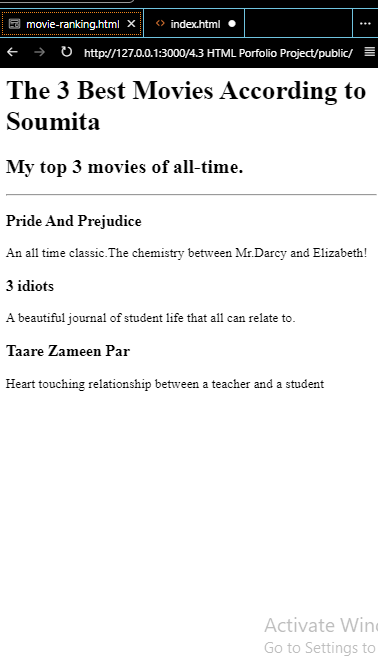 movie-ranking.html
index.html
http://127.0.0.1:3000/4.3 HTML Porfolio Project/public/
The 3 Best Movies According to
Soumita
My top 3 movies of all-time.
Pride And Prejudice
An all time classic.The chemistry between Mr.Darcy and Elizabeth!
3 idiots
A beautiful journal of student life that all can relate to.
Taare Zameen Par
Heart touching relationship between a teacher and a student
Activate Win
Go to Settings to